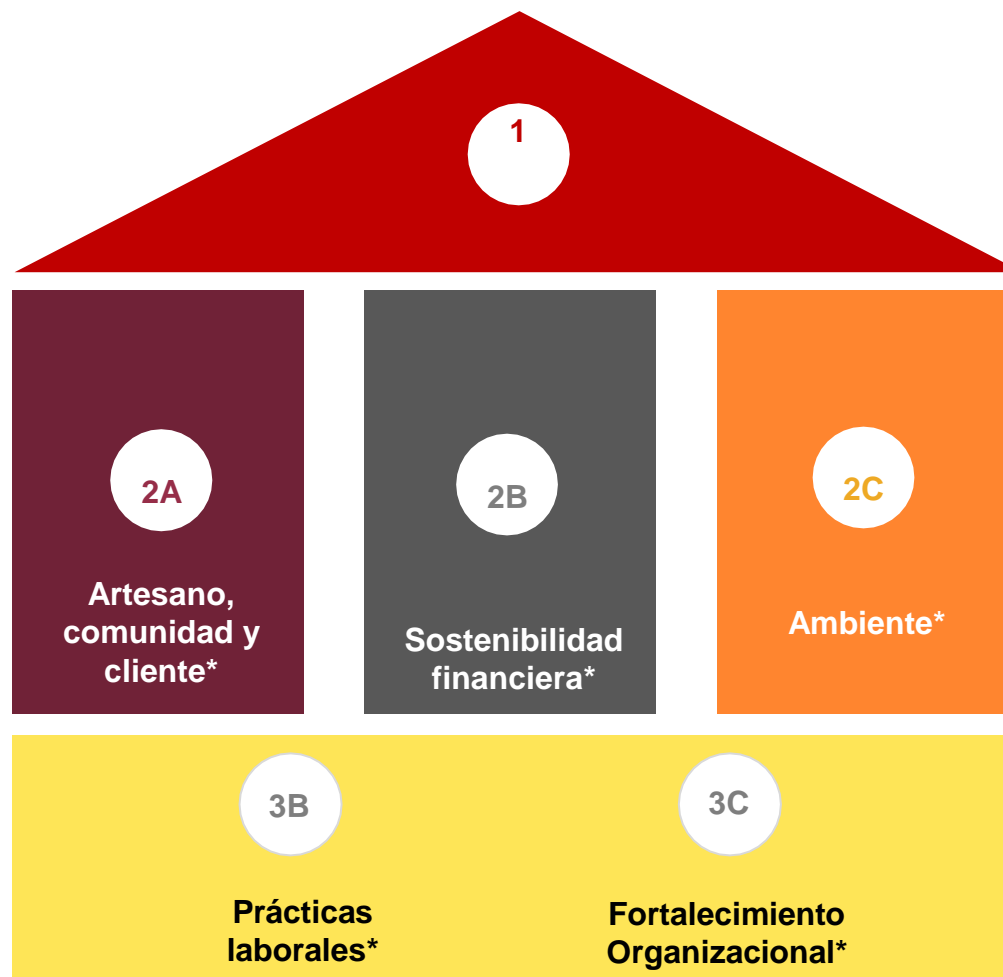 1
2A
Artesano,
comunidad y
cliente*
2B
Sostenibilidad
financiera*
2C
Ambiente*
3B
Prácticas
laborales*
3C
Fortalecimiento
Organizacional*